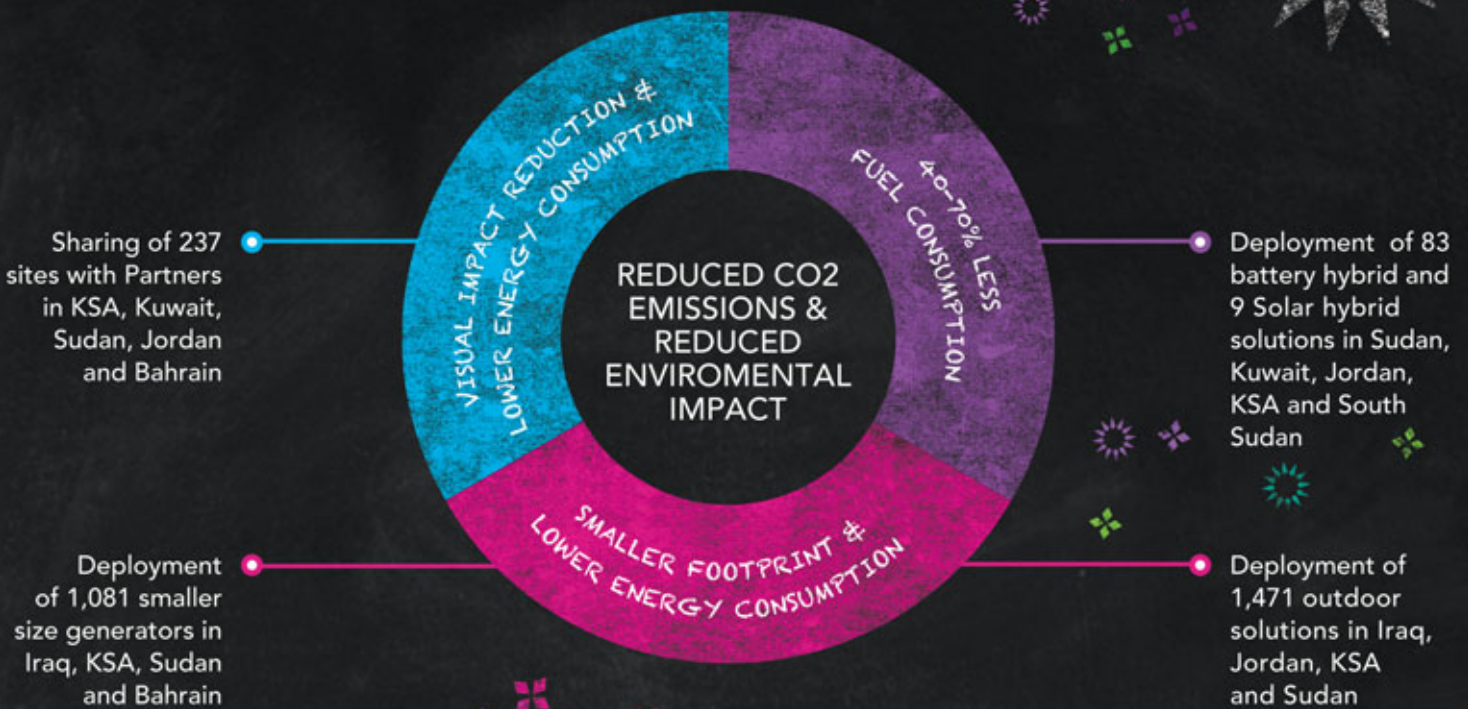 VISUAL IMPACT REDUCTION &
LOWER ENERGY CONSUMPTION
40-70% LESS
FUEL CONSUMPTION
Sharing of 237
sites with Partners
in KSA, Kuwait,
Sudan, Jordan
and Bahrain
REDUCED CO2
EMISSIONS &
REDUCED
ENVIROMENTAL
IMPACT
Deployment of 83
battery hybrid and
9 Solar hybrid
solutions in Sudan,
Kuwait, Jordan,
KSA and South
Sudan
SMALLER FOOTPRINT &
LOWER ENERGY CONSUMPTION
Deployment
of 1,081 smaller
size generators in
Iraq, KSA, Sudan
and Bahrain
Deployment of
1,471 outdoor
solutions in Iraq,
Jordan, KSA
and Sudan